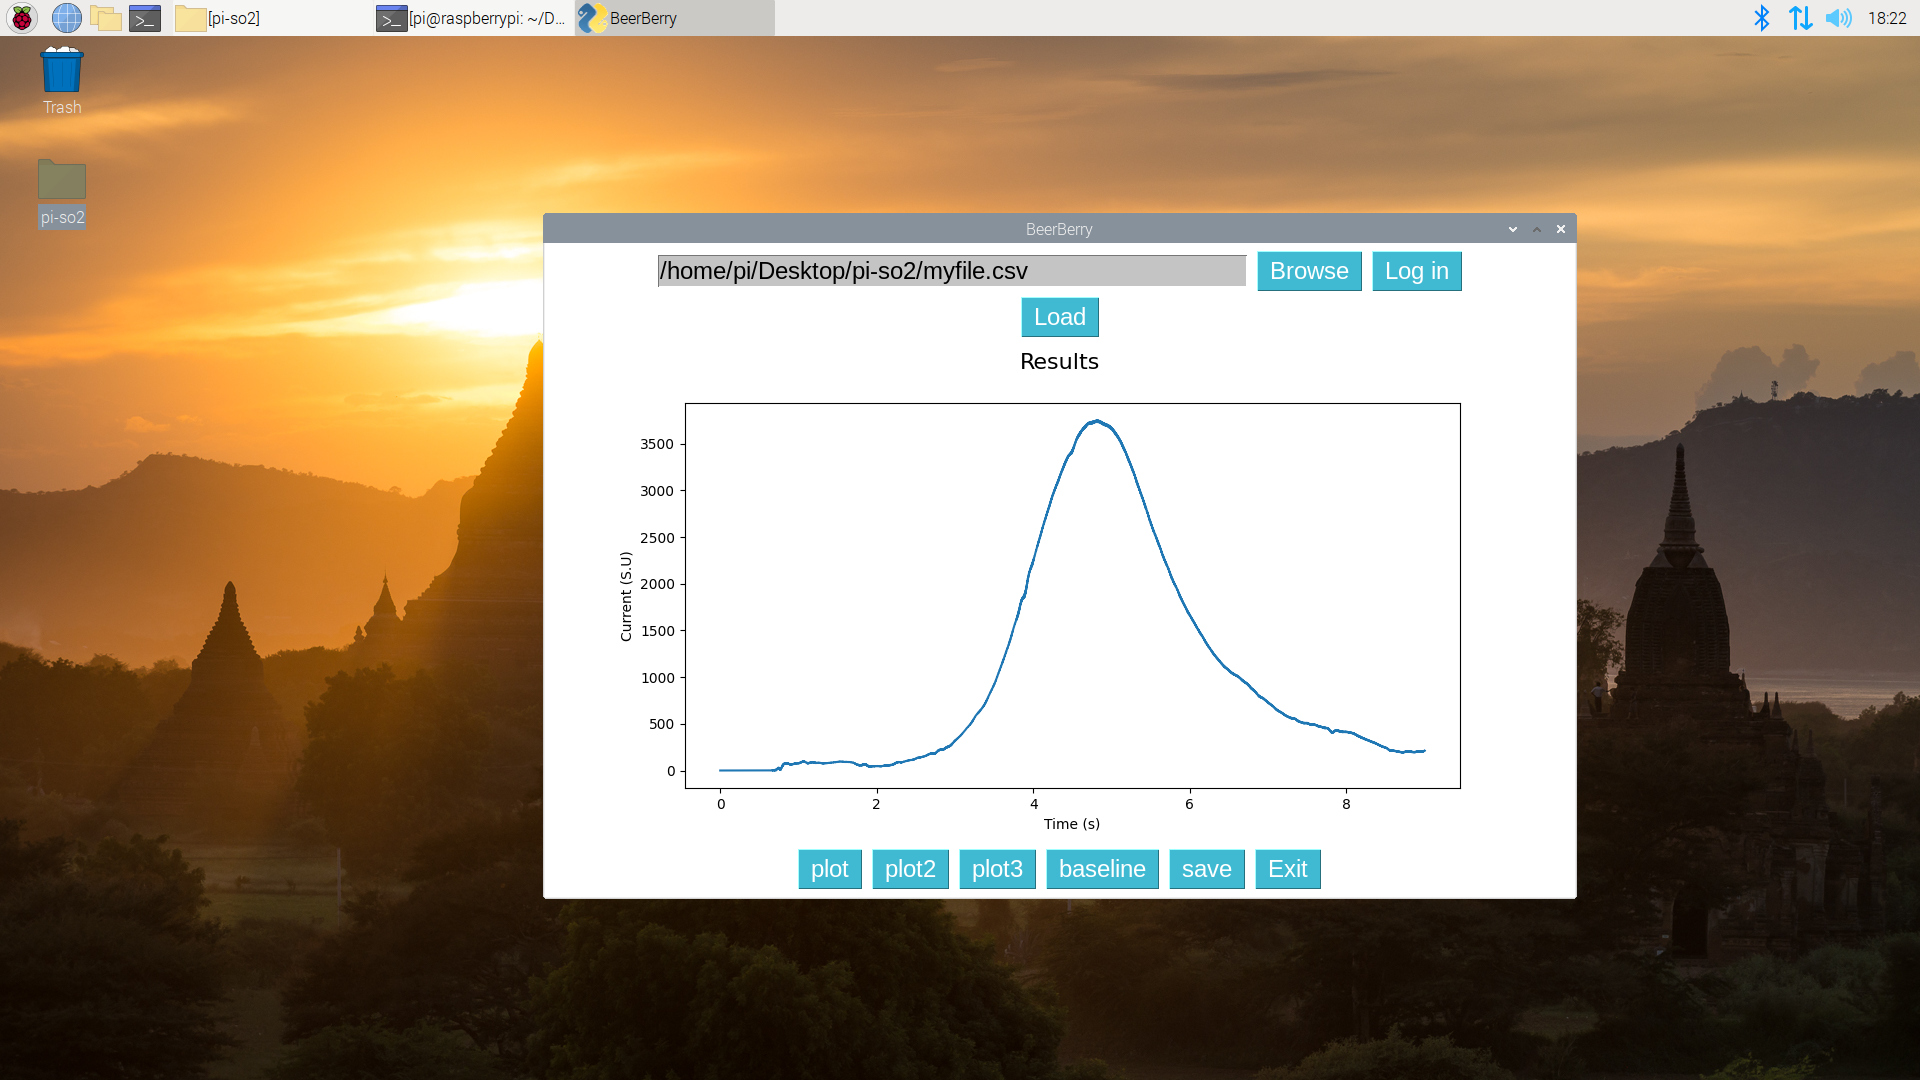 [pi-so2]
[pi@raspberrypi: ~/D...
BeerBerry
18:22
Trash
pi-so2
BeerBerry
/home/pi/Desktop/pi-so2/myfile.csv
Browse
Log in
Load
Results
3500
3000
2500
2000
1500
1000
500
0
Current (S.U)
0 2 4 6 8
Time (s)
plot
plot2
plot3
baseline
save
Exit